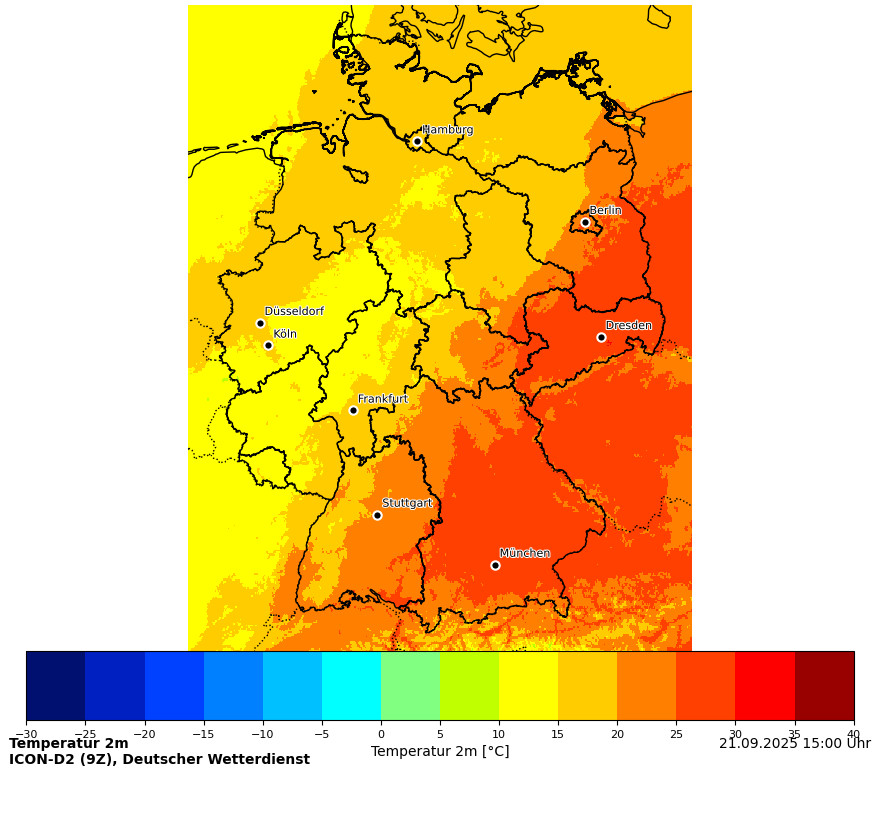 Hamburg
Berlin
Düsseldorf
Köln
Dresden
Frankfurt
Stuttgart
München
−30 −25 −20 −15 −10 −5 0 5 10 15 20 25 30 35 40
Temperatur 2m
Temperatur 2m [°C]
21.09.2025 15:00 Uhr
ICON-D2 (9Z), Deutscher Wetterdienst